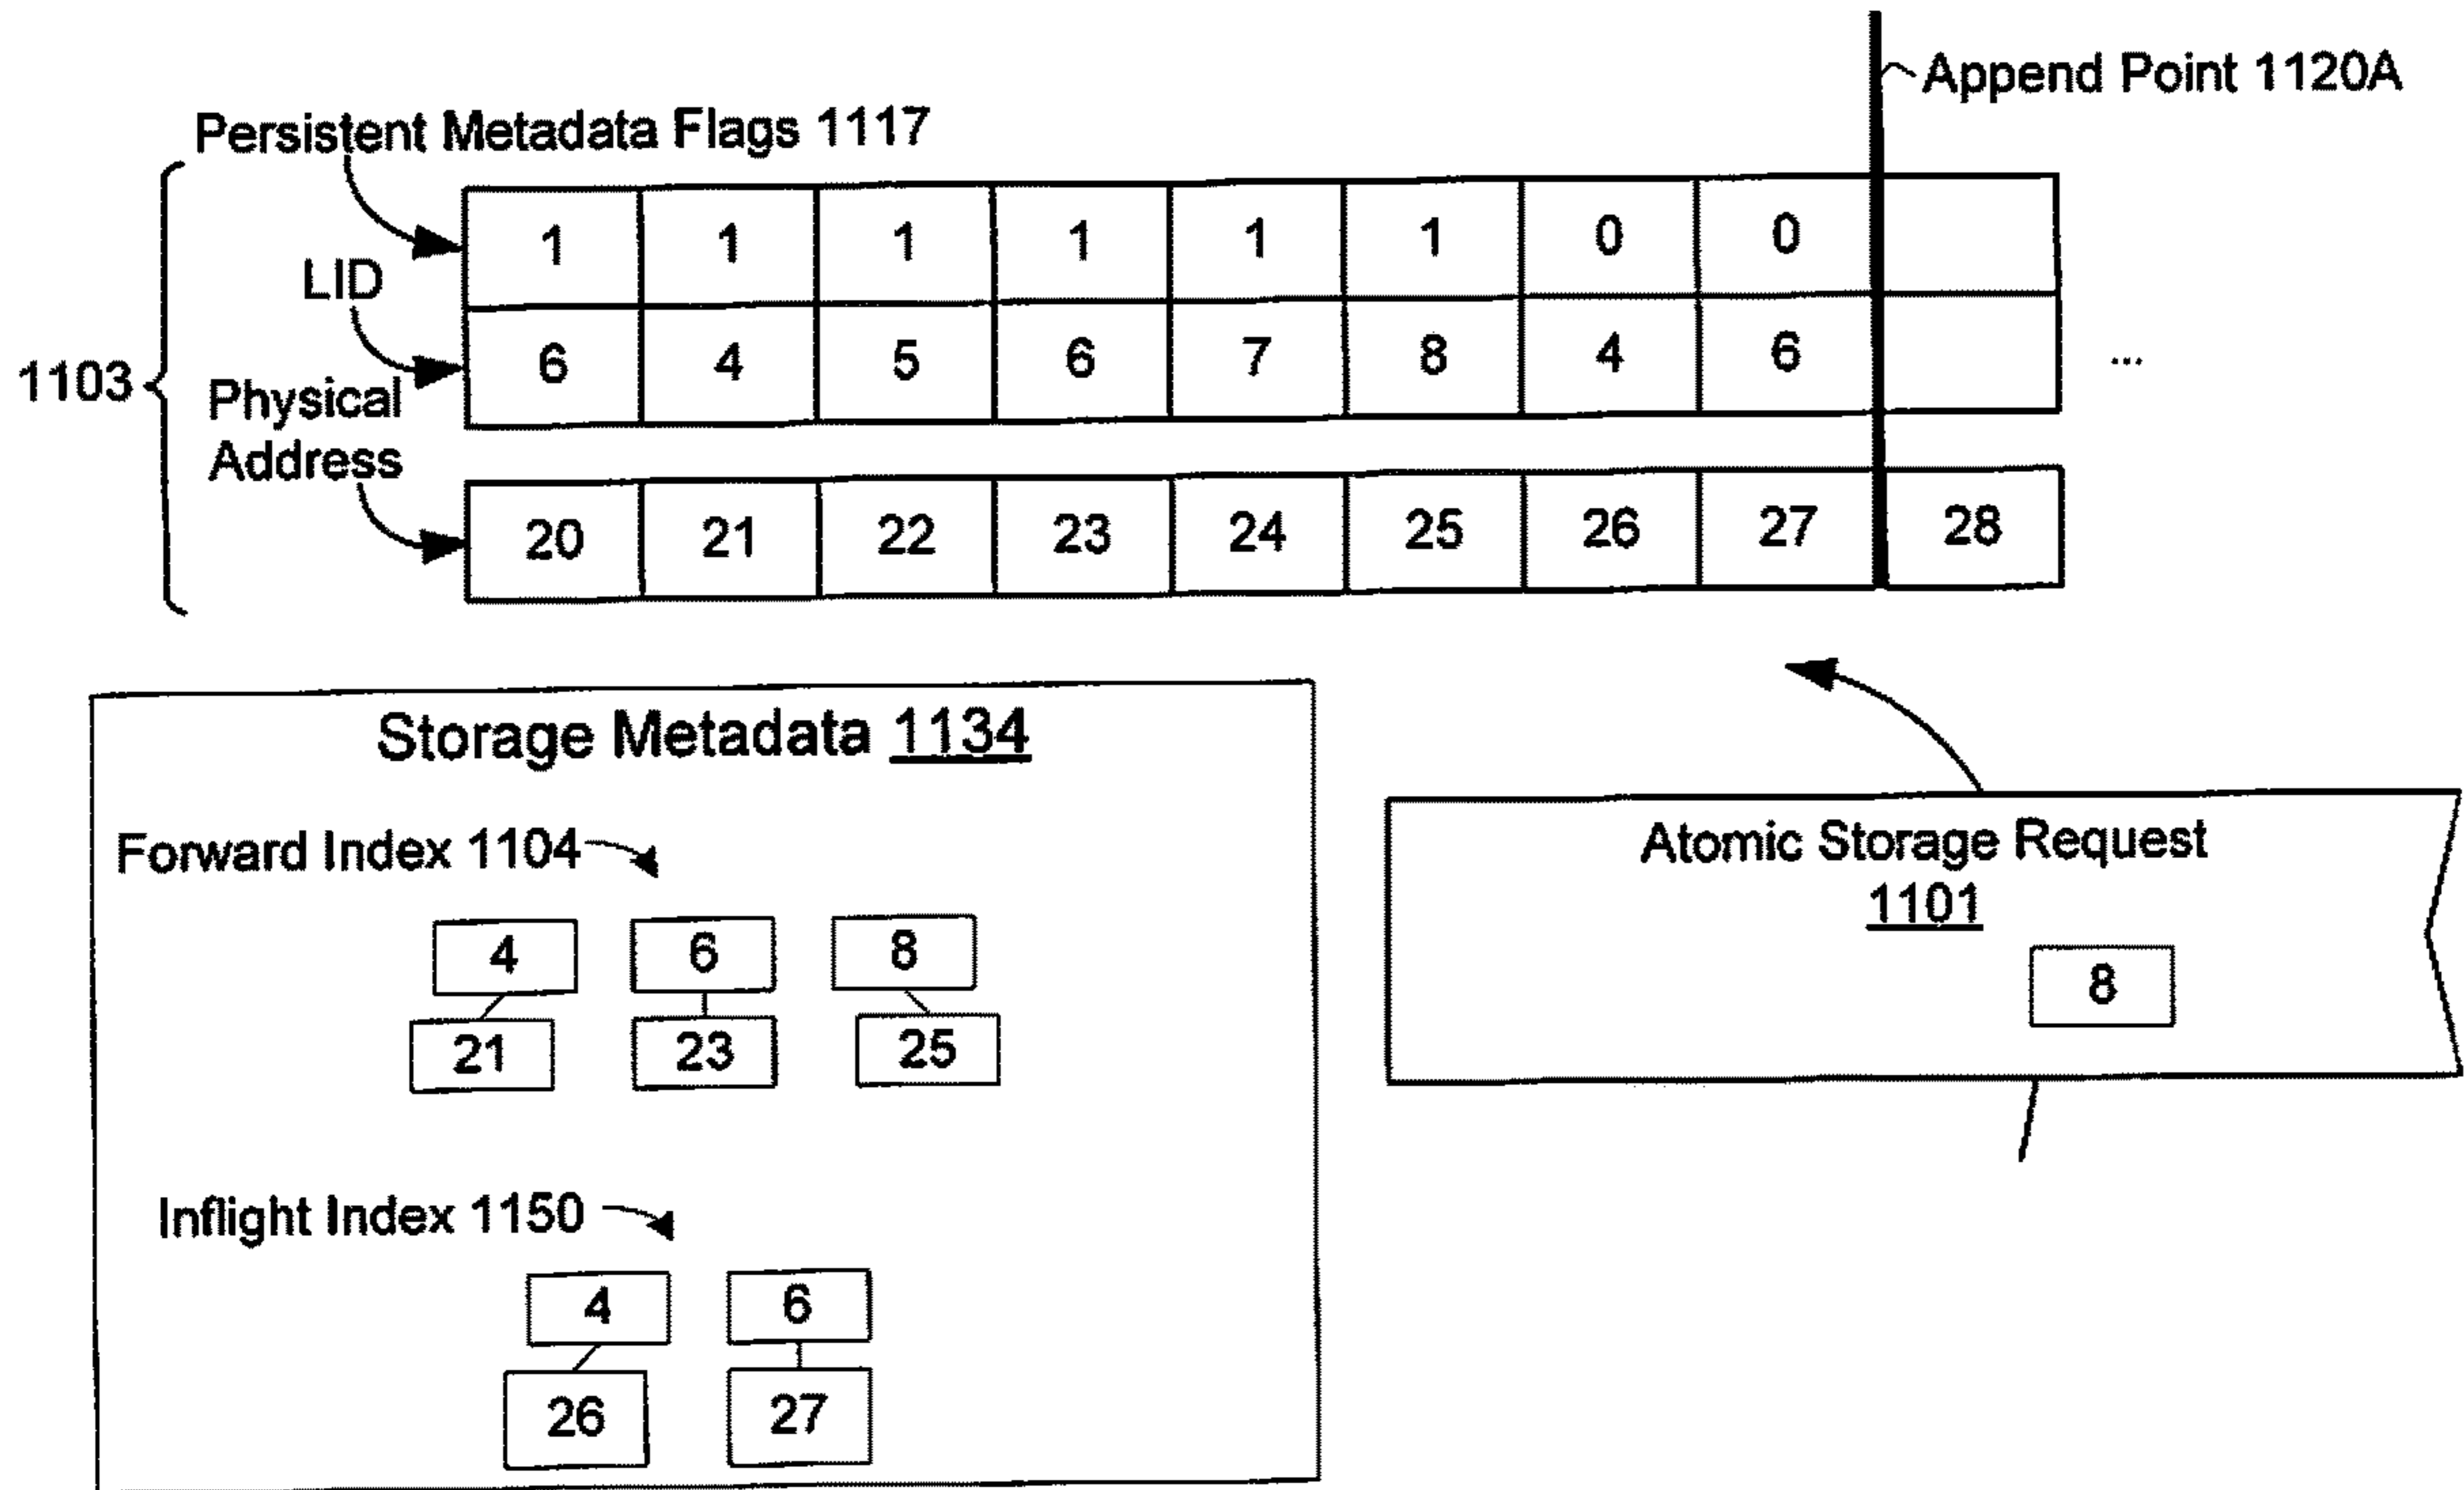 Append Point 1120A
Persistent Metadata Flags 1117
1 1 1 1 1 1 0 0
LID
6 4 5 6 7 8 4 6
...
1103
Physical
Address
20 21 22 23 24 25 26 27 28
Storage Metadata 1134
Forward Index 1104
4 6 8
21 23 25
Inflight Index 1150
4 6
26 27
Atomic Storage Request
1101
8